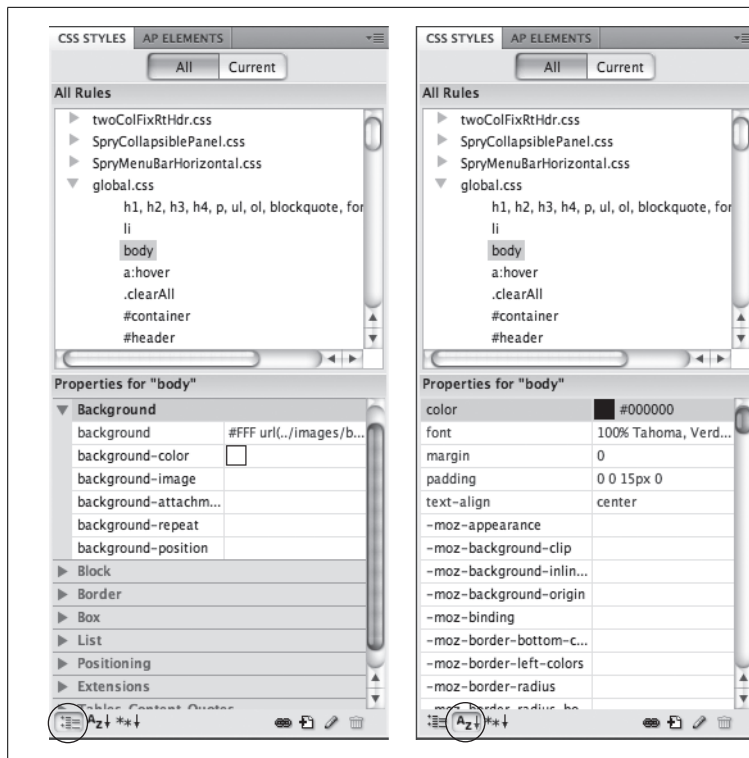 CSS STYLES AP ELEMENTS
All Current
All Rules
twoColFixRtHdr.css
SpryCollapsiblePanel.css
SpryMenuBarHorizontal.css
global.css
h1, h2, h3, h4, p, ul, ol, blockquote, for
li
body
a:hover
.clearAll
#container
#header
Properties for "body"
Background
background #FFF url(../images/b...
background-color
background-image
background-attachm...
background-repeat
background-position
Block
Border
Box
List
Positioning
Extensions
Tables, Content, Quotes
AZ **
CSS STYLES AP ELEMENTS
All Current
All Rules
twoColFixRtHdr.css
SpryCollapsiblePanel.css
SpryMenuBarHorizontal.css
global.css
h1, h2, h3, h4, p, ul, ol, blockquote, for
li
body
a:hover
.clearAll
#container
#header
Properties for "body"
color #000000
font 100% Tahoma, Verd...
margin 0
padding 0 0 15px 0
text-align center
-moz-appearance
-moz-background-clip
-moz-background-inlin...
-moz-background-origin
-moz-binding
-moz-border-bottom-c...
-moz-border-left-colors
-moz-border-radius
AZ **